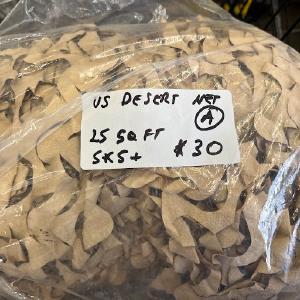 US DESERT NET
A
25 SQ FT
5X5+ $30